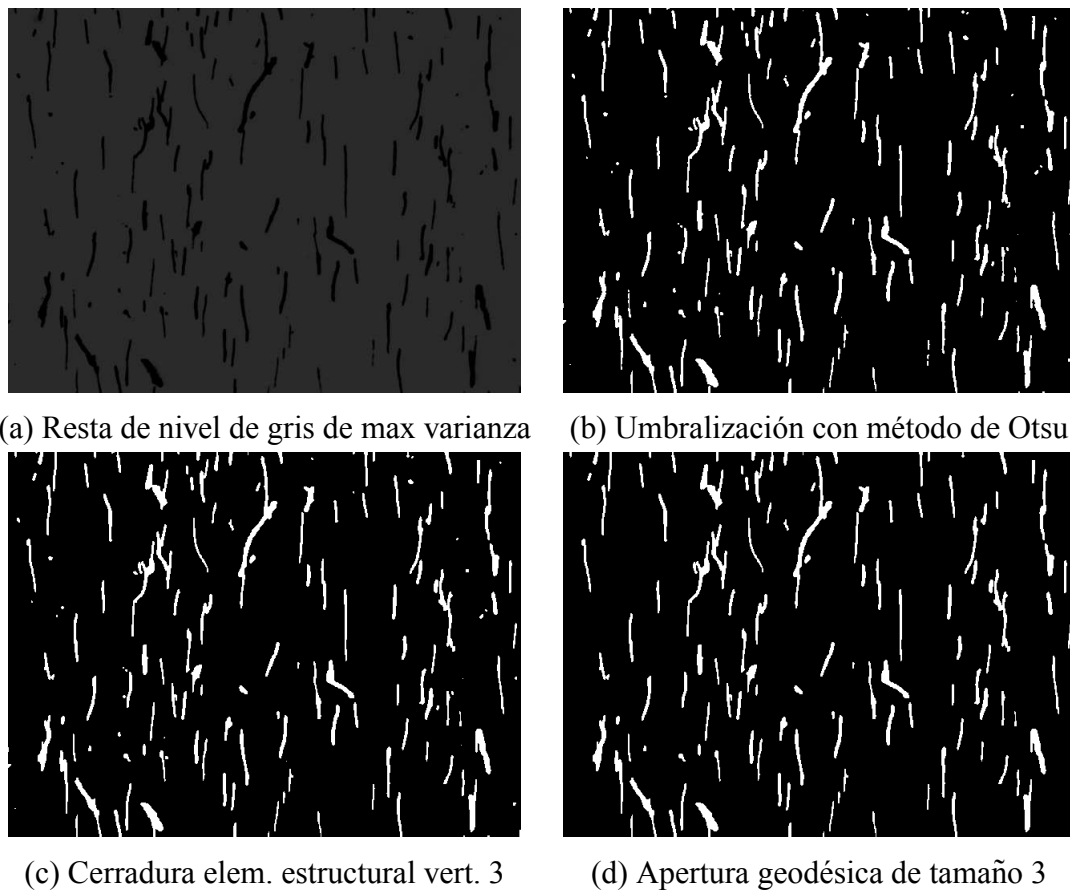 (a) Resta de nivel de gris de max varianza
(b) Umbralización con método de Otsu
(c) Cerradura elem. estructural vert. 3
(d) Apertura geodésica de tamaño 3